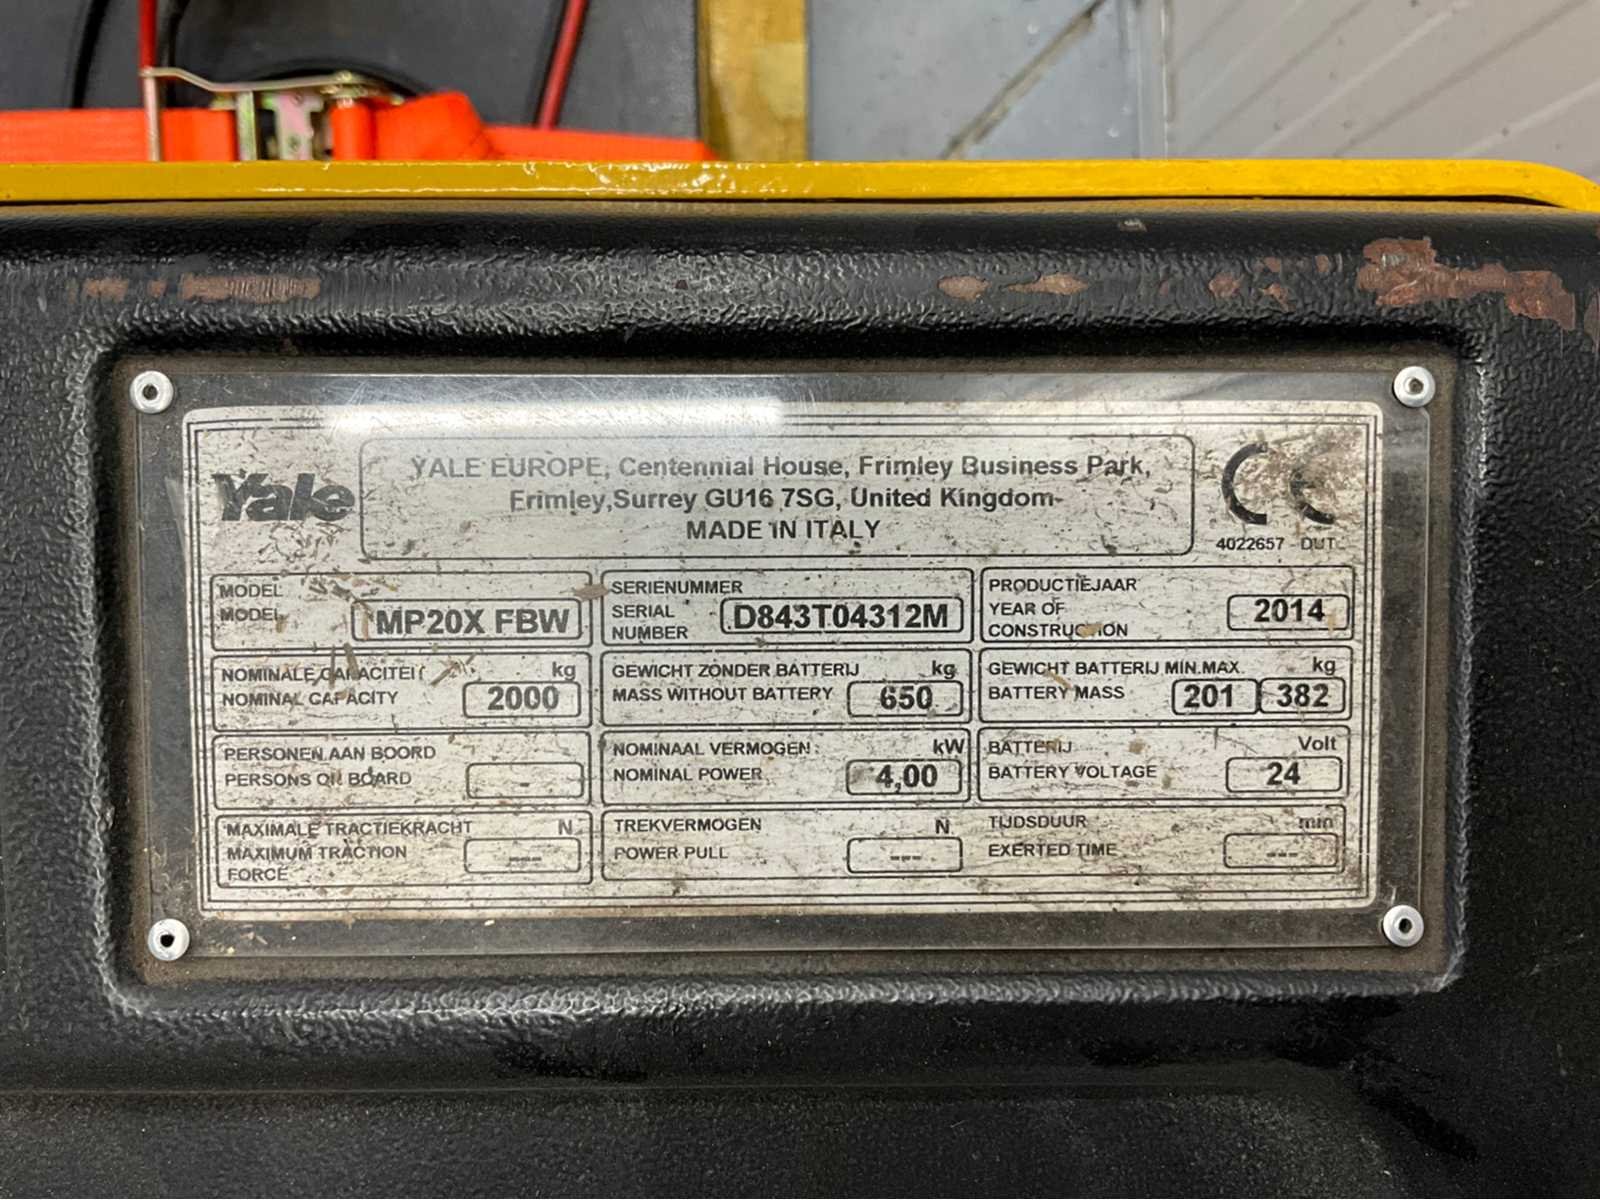 Yale
YALE EUROPE, Centennial House, Frimley Business Park,
Frimley,Surrey GU16 7SG, United Kingdom
MADE IN ITALY
CE
4022657 DUT
MODEL
MODEL
MP20X FBW
SERIENUMMER
SERIAL
NUMBER
D843T04312M
PRODUCTIEJAAR
YEAR OF
CONSTRUCTION
2014
NOMINALE CAPACITEIT kg
NOMINAL CAPACITY 2000
GEWICHT ZONDER BATTERIJ kg
MASS WITHOUT BATTERY 650
GEWICHT BATTERIJ MIN.MAX. kg
BATTERY MASS 201 382
PERSONEN AAN BOORD
PERSONS ON BOARD -
NOMINAAL VERMOGEN kW
NOMINAL POWER 4,00
BATTERIJ Volt
BATTERY VOLTAGE 24
MAXIMALE TRACTIEKRACHT N
MAXIMUM TRACTION ---
FORCE
TREKVERMOGEN N
POWER PULL ---
TIJDSDUUR min
EXERTED TIME ---